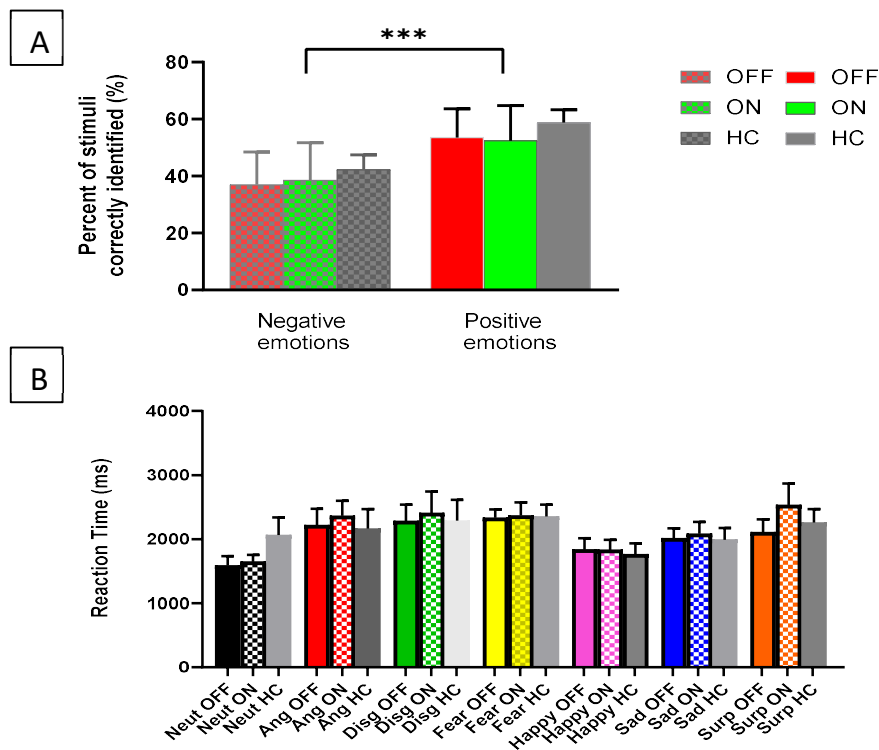 A
***
80
60
40
20
0
Percent of stimuli
correctly identified (%)
OFF OFF
ON ON
HC HC
Negative
emotions
Positive
emotions
B
4000
3000
2000
1000
0
Reaction Time (ms)
Neut OFF
Neut ON
Neut HC
Ang OFF
Ang ON
Ang HC
Disg OFF
Disg ON
Disg HC
Fear OFF
Fear ON
Fear HC
Happy OFF
Happy ON
Happy HC
Sad OFF
Sad ON
Sad HC
Surp OFF
Surp ON
Surp HC